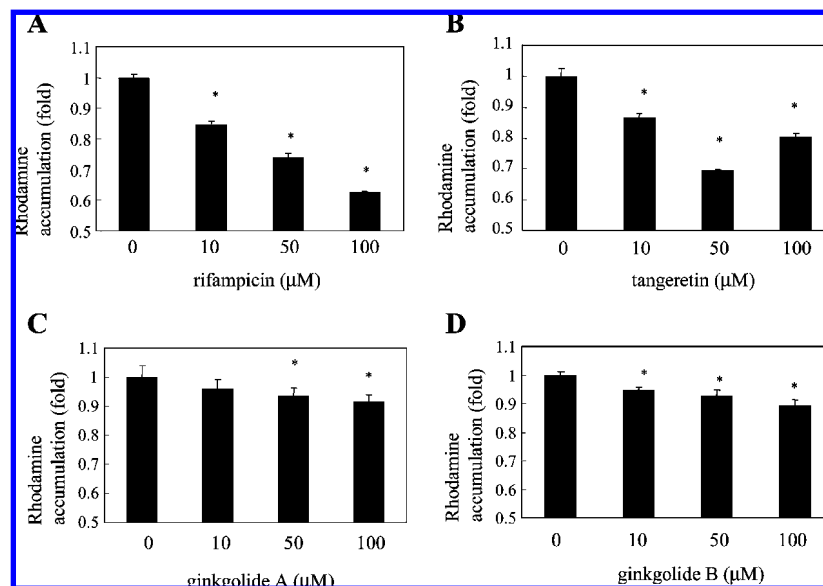 A
Rhodamine
accumulation (fold)
1.1
1
0.9
0.8
0.7
0.6
0.5
*
*
*
0 10 50 100
rifampicin (μM)
B
Rhodamine
accumulation (fold)
1.1
1
0.9
0.8
0.7
0.6
0.5
*
*
*
0 10 50 100
tangeretin (μM)
C
Rhodamine
accumulation (fold)
1.1
1
0.9
0.8
0.7
0.6
0.5
*
*
0 10 50 100
ginkgolide A (μM)
D
Rhodamine
accumulation (fold)
1.1
1
0.9
0.8
0.7
0.6
0.5
*
*
*
0 10 50 100
ginkgolide B (μM)